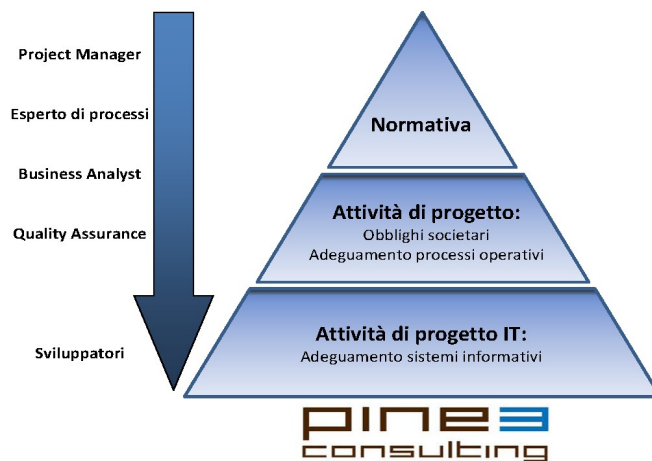 Project Manager
Esperto di processi
Business Analyst
Quality Assurance
Sviluppatori
Normativa
Attività di progetto:
Obblighi societari
Adeguamento processi operativi
Attività di progetto IT:
Adeguamento sistemi informativi
pine3
consulting